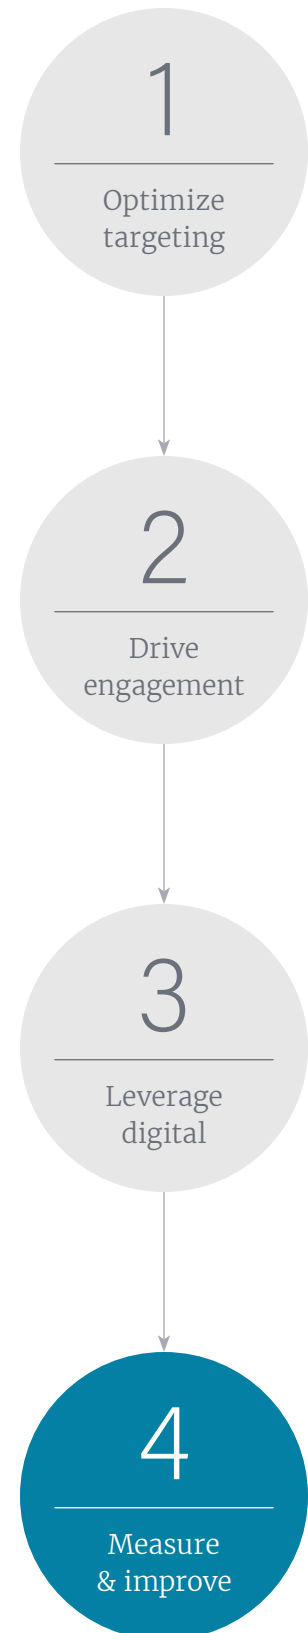 1
Optimize
targeting
2
Drive
engagement
3
Leverage
digital
4
Measure
& improve